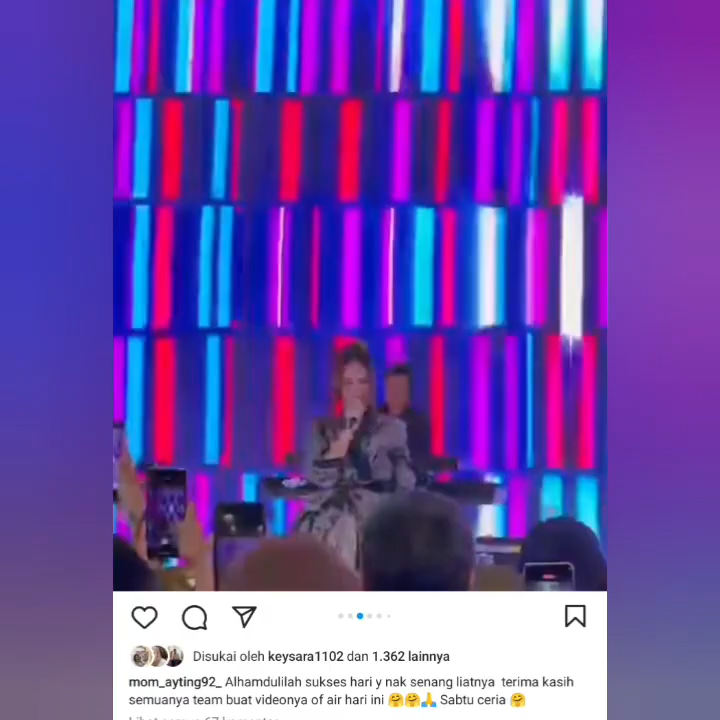 Disukai oleh keysara1102 dan 1.362 lainnya
mom_ayting92_ Alhamdulilah sukses hari y nak senang liatnya terima kasih
semuanya team buat videonya of air hari ini 🤗🤗🙏 Sabtu ceria 🤗